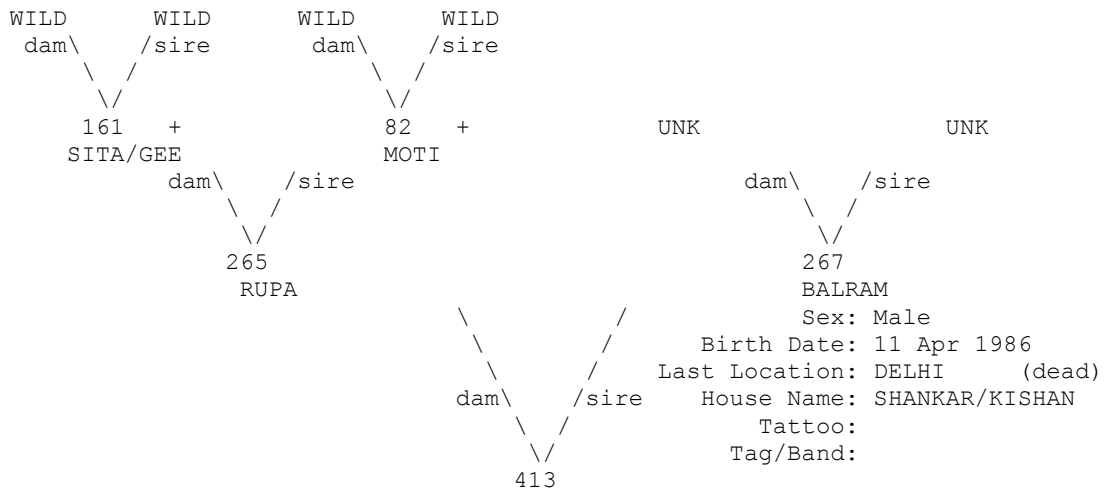 WILD WILD WILD WILD
dam\ /sire dam\ /sire
\ / \ /
\ / \ /
\/ \/
161 + 82 + UNK UNK
SITA/GEE MOTI
dam\ /sire dam\ /sire
\ / \ /
\/ \/
265 267
RUPA BALRAM
\ / Sex: Male
\ / Birth Date: 11 Apr 1986
\ / Last Location: DELHI (dead)
dam\ /sire House Name: SHANKAR/KISHAN
\ / Tattoo:
\/ Tag/Band:
413